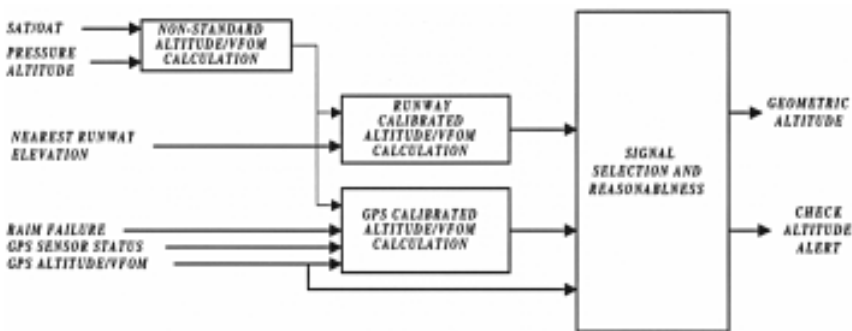 SAT/OAT
PRESSURE
ALTITUDE
NON-STANDARD
ALTITUDE/VFOM
CALCULATION
NEAREST RUNWAY
ELEVATION
RUNWAY
CALIBRATED
ALTITUDE/VFOM
CALCULATION
RAIM FAILURE
GPS SENSOR STATUS
GPS ALTITUDE/VFOM
GPS CALIBRATED
ALTITUDE/VFOM
CALCULATION
SIGNAL
SELECTION AND
REASONABLNESS
GEOMETRIC
ALTITUDE
CHECK
ALTITUDE
ALERT